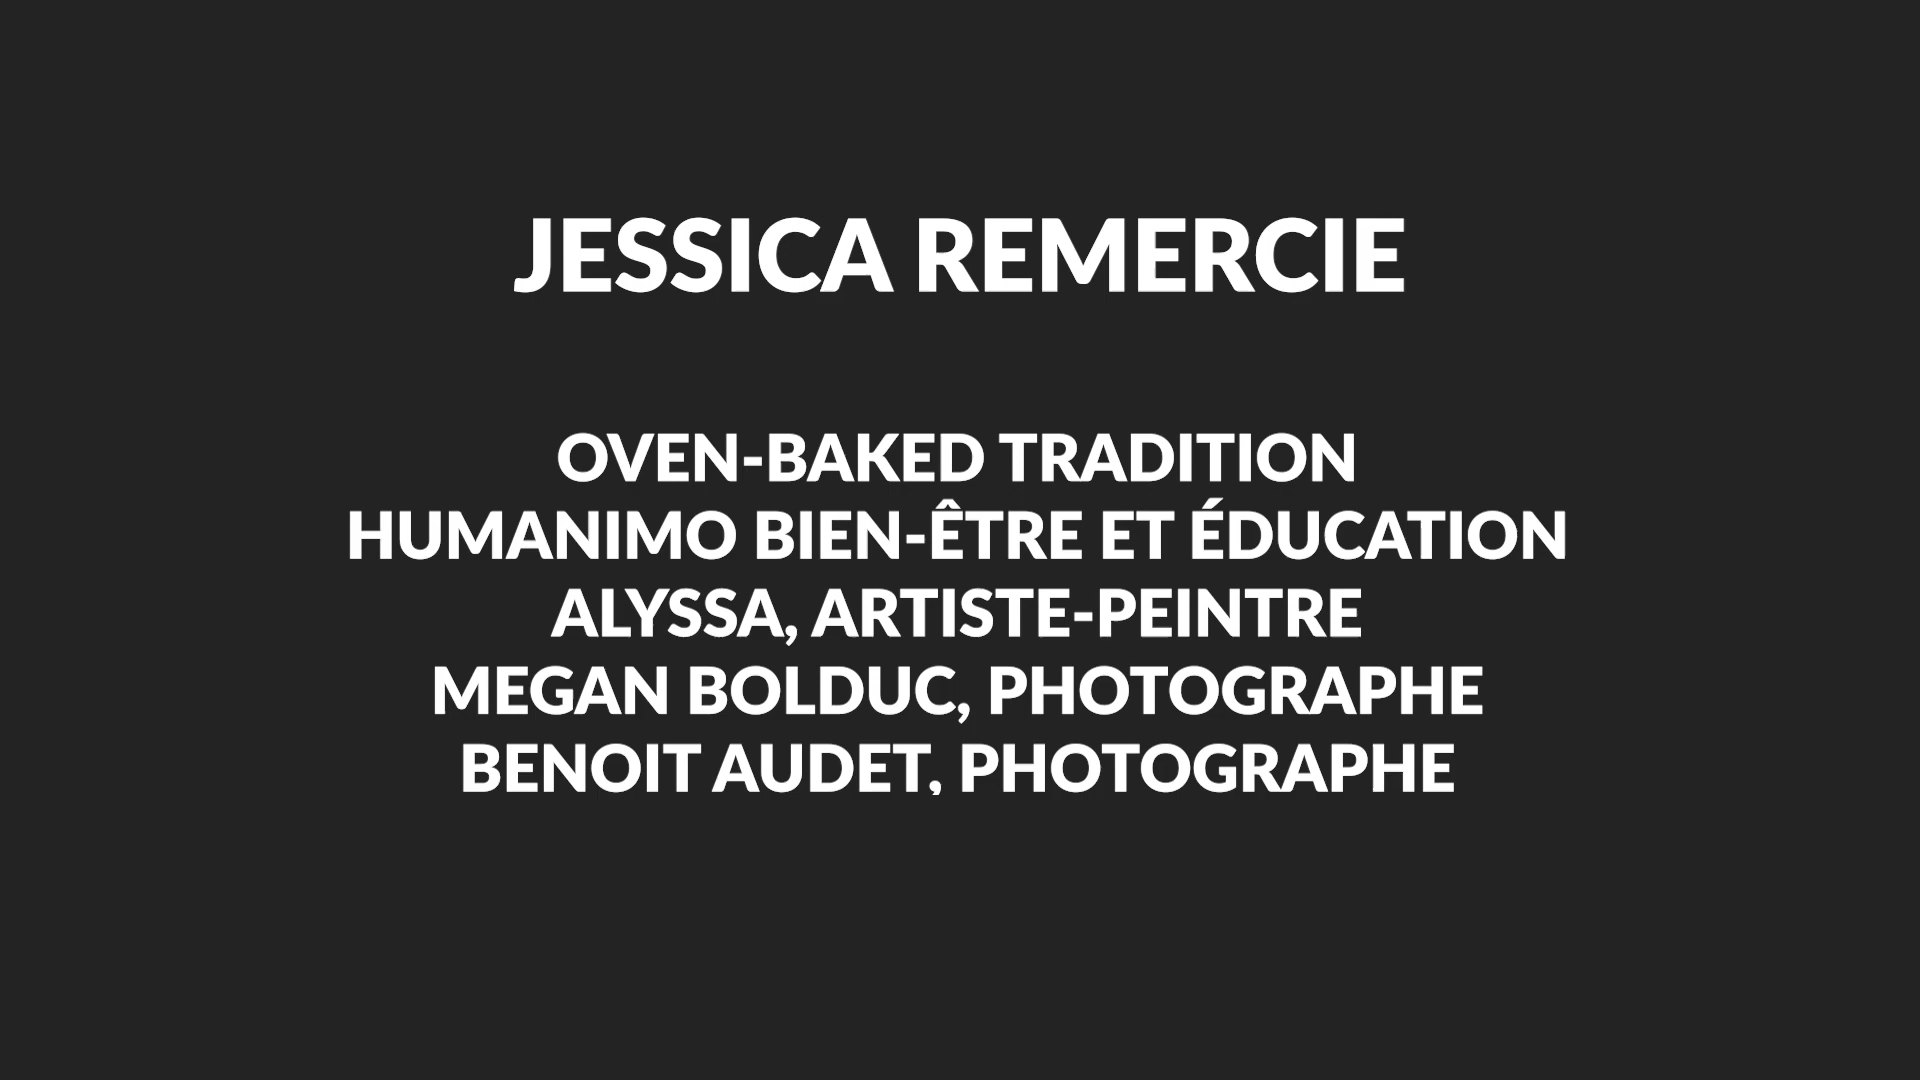 JESSICA REMERCIE
OVEN-BAKED TRADITION
HUMANIMO BIEN-ÊTRE ET ÉDUCATION
ALYSSA, ARTISTE-PEINTRE
MEGAN BOLDUC, PHOTOGRAPHE
BENOIT AUDET, PHOTOGRAPHE